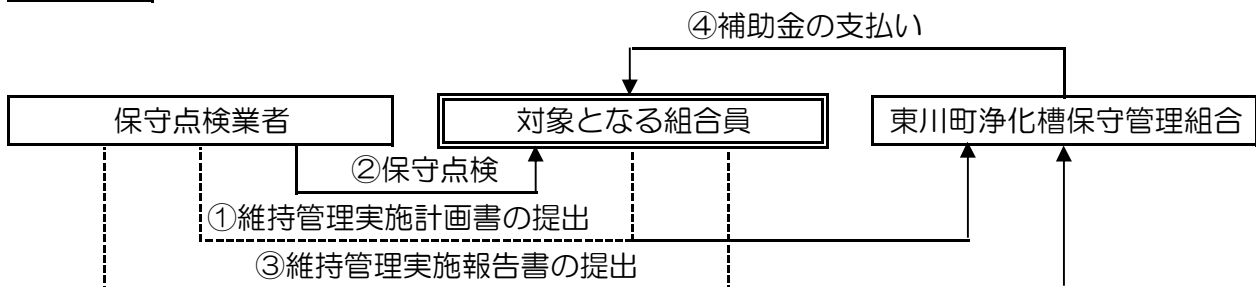 ④補助金の支払い
保守点検業者
対象となる組合員
東川町浄化槽保守管理組合
②保守点検
①維持管理実施計画書の提出
③維持管理実施報告書の提出